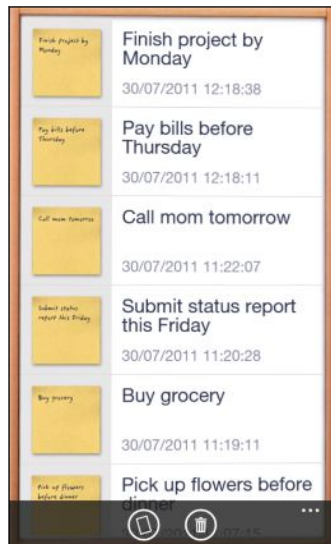 Finish project by
Monday
Finish project by
Monday
30/07/2011 12:18:38
Pay bills before
Thursday
Pay bills before
Thursday
30/07/2011 12:18:11
Call mom tomorrow
Call mom tomorrow
30/07/2011 11:22:07
Submit status
report this Friday
Submit status report
this Friday
30/07/2011 11:20:28
Buy grocery
Buy grocery
30/07/2011 11:19:11
Pick up flowers
before dinner
Pick up flowers before
dinner